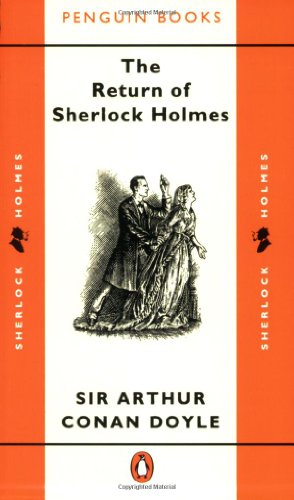 PENGUIN BOOKS
The
Return of
Sherlock Holmes
SHERLOCK HOLMES
SHERLOCK HOLMES
SIR ARTHUR
CONAN DOYLE